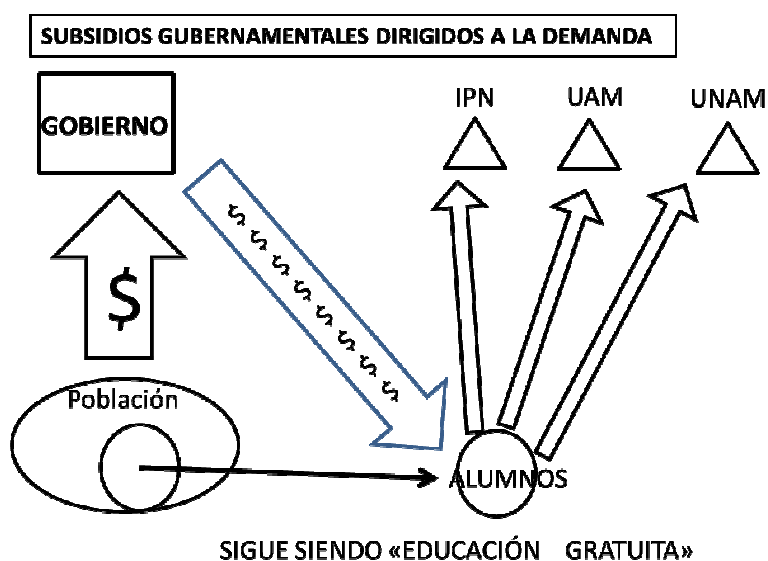 SUBSIDIOS GUBERNAMENTALES DIRIGIDOS A LA DEMANDA
GOBIERNO
IPN
UAM
UNAM
$
$ $ $ $ $ $ $ $
Población
ALUMNOS
SIGUE SIENDO «EDUCACIÓN GRATUITA»